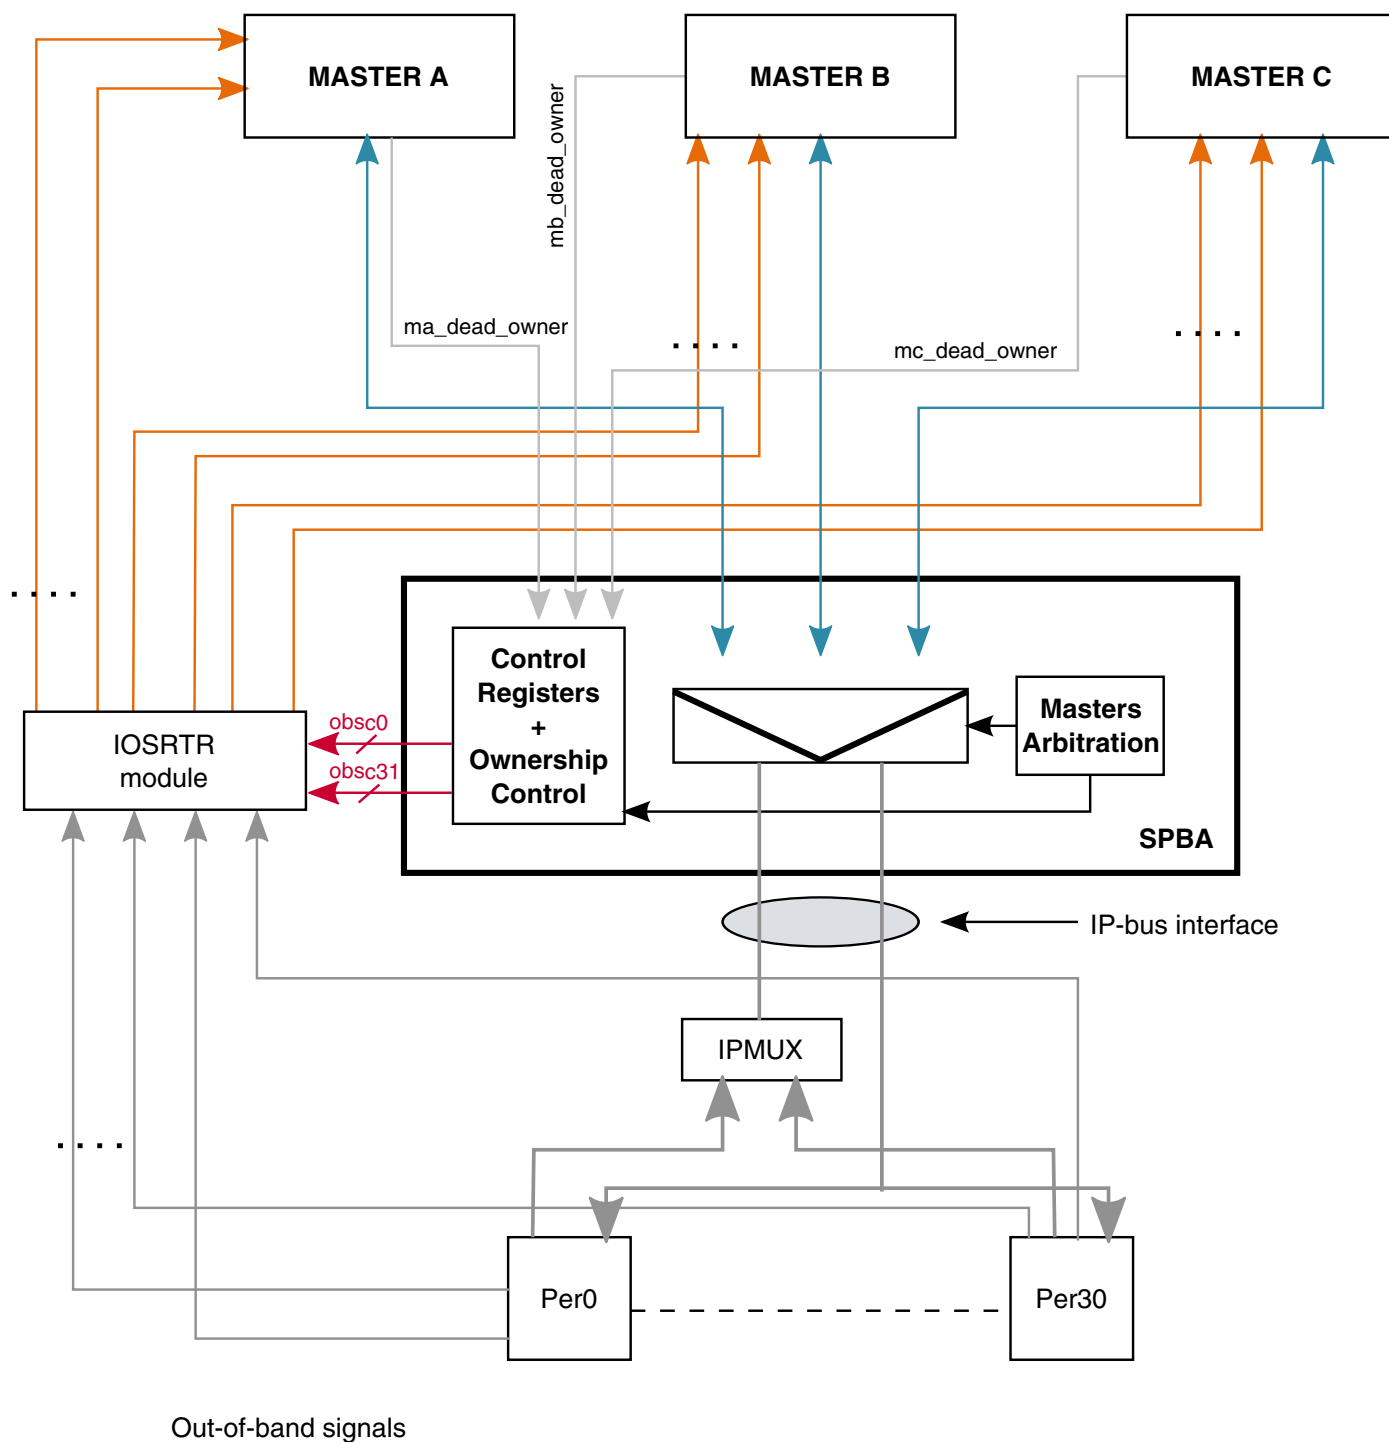 MASTER A
MASTER B
MASTER C
mb_dead_owner
ma_dead_owner
mc_dead_owner
Control
Registers
+
Ownership
Control
Masters
Arbitration
obsc0
IOSRTR
module
obsc31
SPBA
IP-bus interface
IPMUX
Per0
Per30
Out-of-band signals